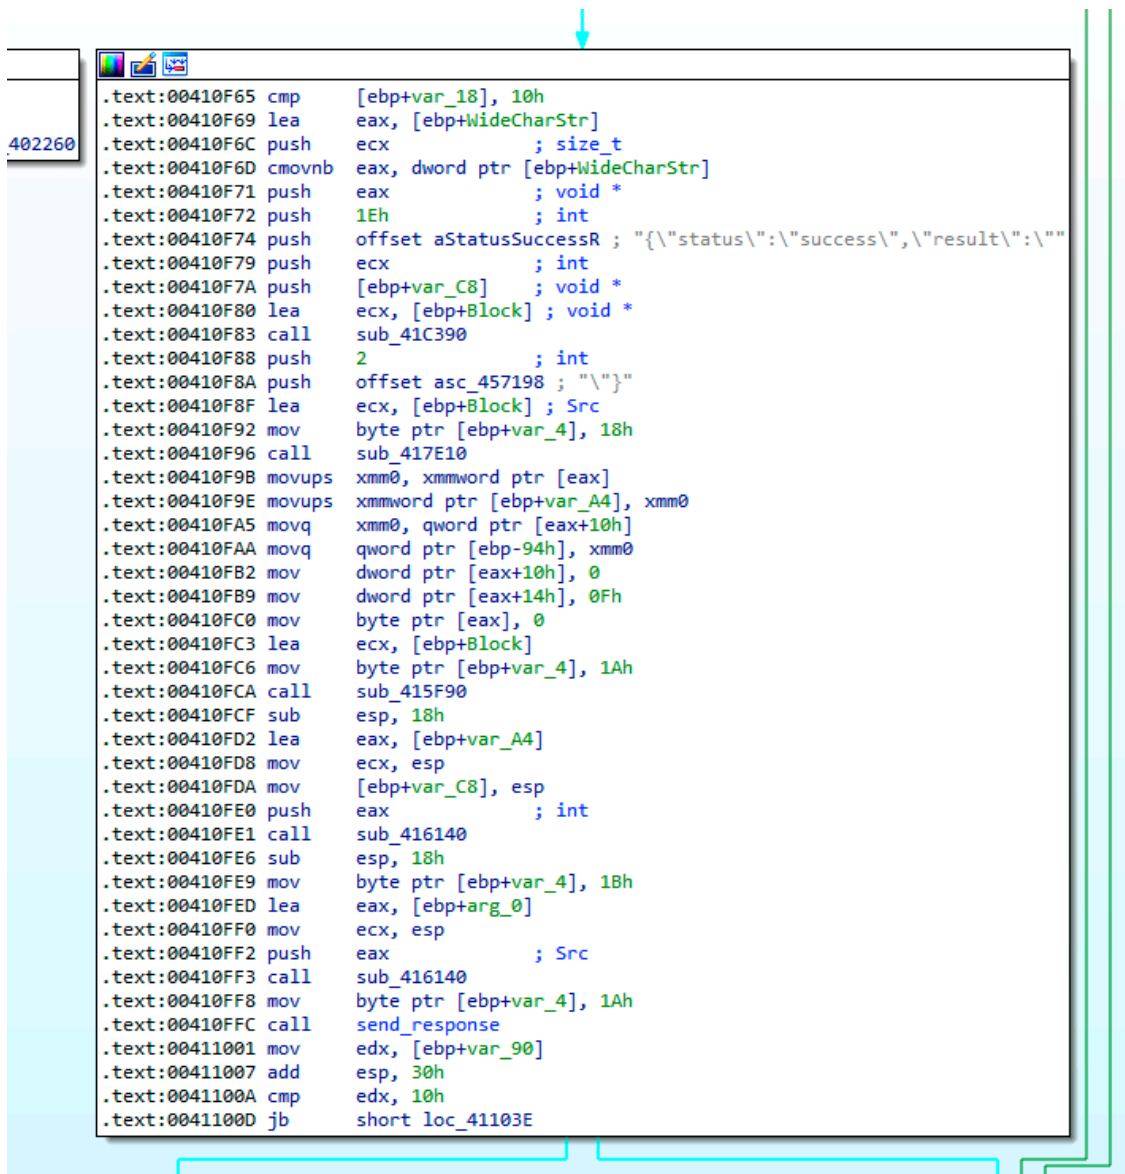 _402260
.text:00410F65 cmp [ebp+var_18], 10h
.text:00410F69 lea eax, [ebp+WideCharStr]
.text:00410F6C push ecx ; size_t
.text:00410F6D cmovnb eax, dword ptr [ebp+WideCharStr]
.text:00410F71 push eax ; void *
.text:00410F72 push 1Eh ; int
.text:00410F74 push offset aStatusSuccessR ; "{\"status\":\"success\",\"result\":\""
.text:00410F79 push ecx ; int
.text:00410F7A push [ebp+var_C8] ; void *
.text:00410F80 lea ecx, [ebp+Block] ; void *
.text:00410F83 call sub_41C390
.text:00410F88 push 2 ; int
.text:00410F8A push offset asc_457198 ; "\"}"
.text:00410F8F lea ecx, [ebp+Block] ; Src
.text:00410F92 mov byte ptr [ebp+var_4], 18h
.text:00410F96 call sub_417E10
.text:00410F9B movups xmm0, xmmword ptr [eax]
.text:00410F9E movups xmmword ptr [ebp+var_A4], xmm0
.text:00410FA5 movq xmm0, qword ptr [eax+10h]
.text:00410FAA movq qword ptr [ebp-94h], xmm0
.text:00410FB2 mov dword ptr [eax+10h], 0
.text:00410FB9 mov dword ptr [eax+14h], 0Fh
.text:00410FC0 mov byte ptr [eax], 0
.text:00410FC3 lea ecx, [ebp+Block]
.text:00410FC6 mov byte ptr [ebp+var_4], 1Ah
.text:00410FCA call sub_415F90
.text:00410FCF sub esp, 18h
.text:00410FD2 lea eax, [ebp+var_A4]
.text:00410FD8 mov ecx, esp
.text:00410FDA mov [ebp+var_C8], esp
.text:00410FE0 push eax ; int
.text:00410FE1 call sub_416140
.text:00410FE6 sub esp, 18h
.text:00410FE9 mov byte ptr [ebp+var_4], 1Bh
.text:00410FED lea eax, [ebp+arg_0]
.text:00410FF0 mov ecx, esp
.text:00410FF2 push eax ; Src
.text:00410FF3 call sub_416140
.text:00410FF8 mov byte ptr [ebp+var_4], 1Ah
.text:00410FFC call send_response
.text:00411001 mov edx, [ebp+var_90]
.text:00411007 add esp, 30h
.text:0041100A cmp edx, 10h
.text:0041100D jb short loc_41103E